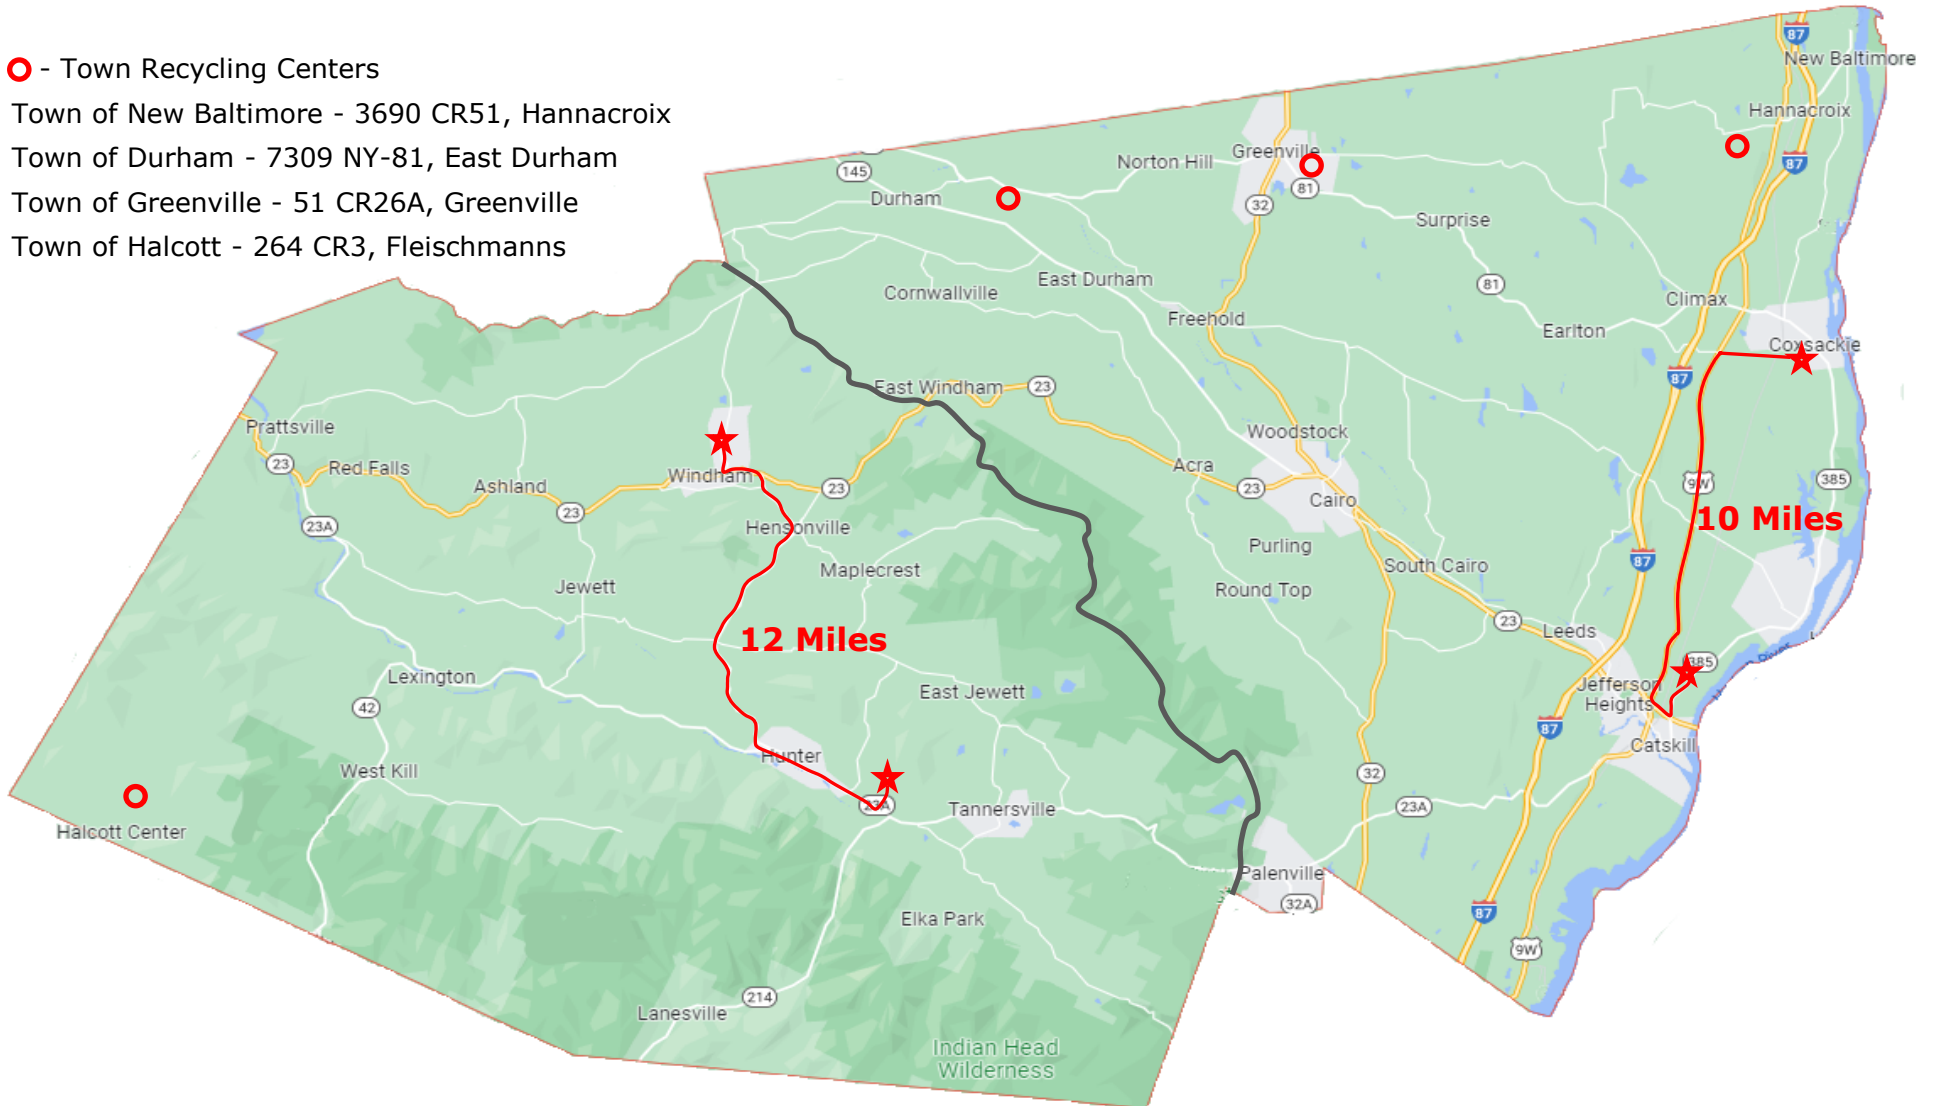 - Town Recycling Centers
Town of New Baltimore - 3690 CR51, Hannacroix
Town of Durham - 7309 NY-81, East Durham
Town of Greenville - 51 CR26A, Greenville
Town of Halcott - 264 CR3, Fleischmanns
87
New Baltimore
Hannacroix
87
Greenville
Norton Hill
145
81
Durham
32
Surprise
East Durham
81
Cornwallville
Climax
Freehold
Earlton
Coxsackie
87
East Windham
23
Prattsville
Woodstock
23
Red Falls
Acra
Windham
Ashland
23
23
385
9W
Cairo
23
10 Miles
23A
Hensonville
Purling
87
South Cairo
Maplecrest
Jewett
Round Top
23
Leeds
12 Miles
River
385
Lexington
Jefferson
Heights
East Jewett
42
87
Catskill
Hunter
West Kill
32
23A
23A
Tannersville
Halcott Center
Palenville
32A
87
Elka Park
9W
214
Lanesville
Indian Head
Wilderness